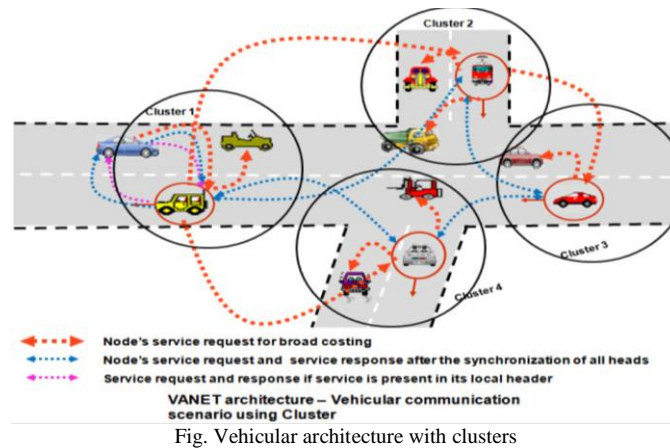 Cluster 2
Cluster 1
Cluster 3
Cluster 4
Node's service request for broad costing
Node's service request and service response after the synchronization of all heads
Service request and response if service is present in its local header
VANET architecture – Vehicular communication
scenario using Cluster
Fig. Vehicular architecture with clusters